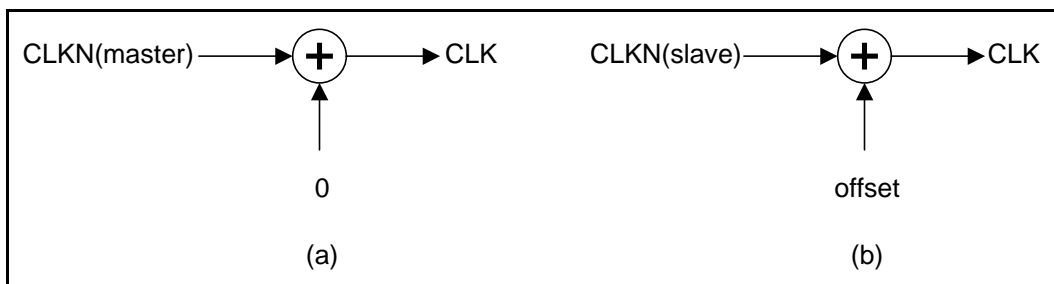 CLKN(master) + CLK
0
(a)
CLKN(slave) + CLK
offset
(b)